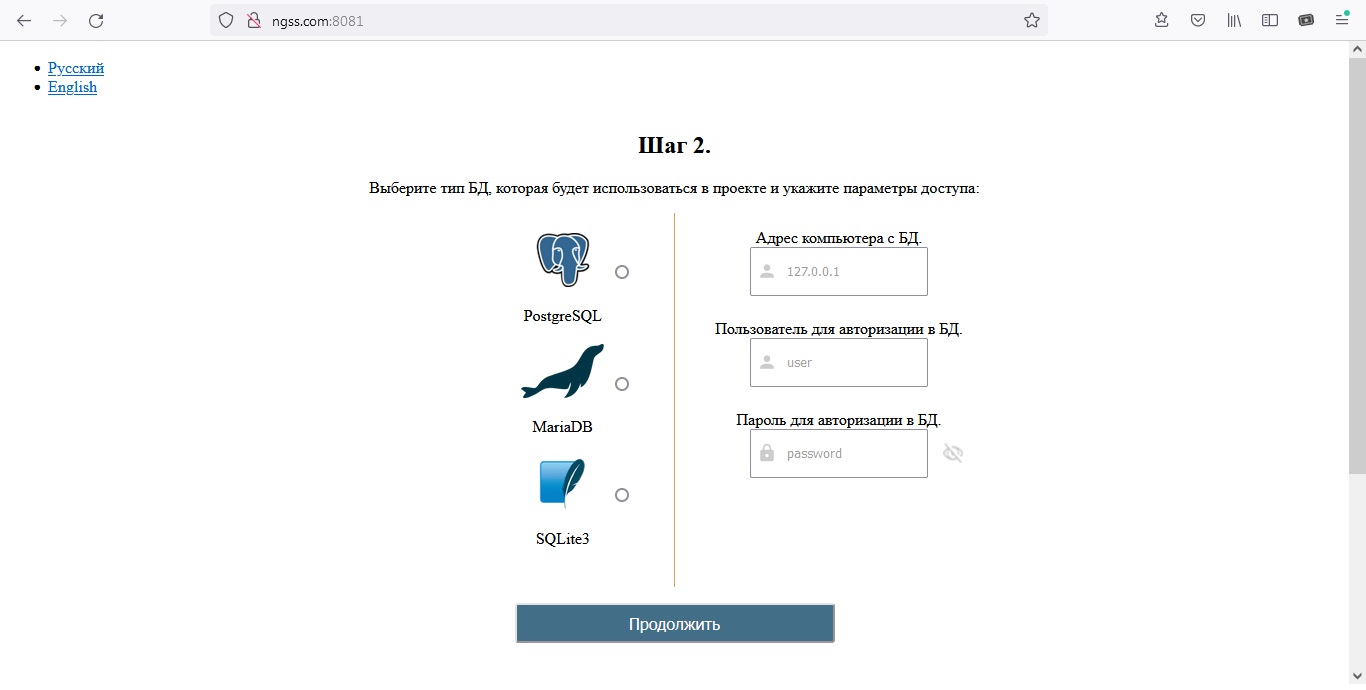 ngss.com:8081
Русский
English
Шаг 2.
Выберите тип БД, которая будет использоваться в проекте и укажите параметры доступа:
PostgreSQL
MariaDB
SQLite3
Адрес компьютера с БД.
127.0.0.1
Пользователь для авторизации в БД.
user
Пароль для авторизации в БД.
password
Продолжить